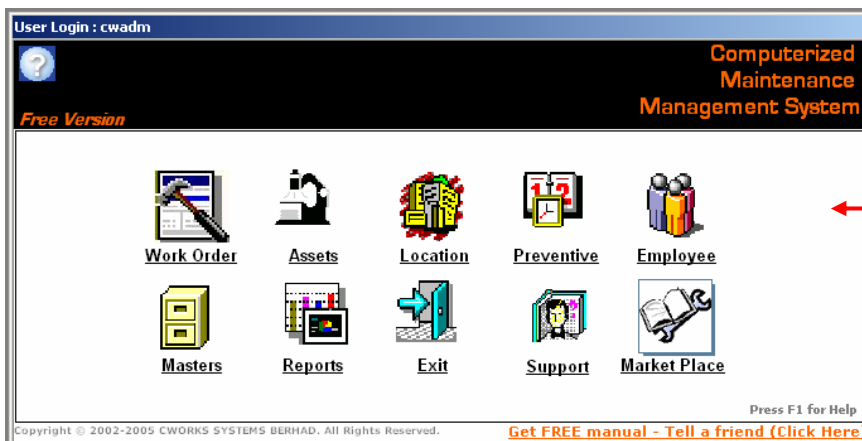 User Login : cwadm
?
Computerized
Maintenance
Management System
Free Version
1 2
Work Order Assets Location Preventive Employee
Masters Reports Exit Support Market Place
Press F1 for Help
Copyright © 2002-2005 CWORKS SYSTEMS BERHAD. All Rights Reserved.
Get FREE manual - Tell a friend (Click Here